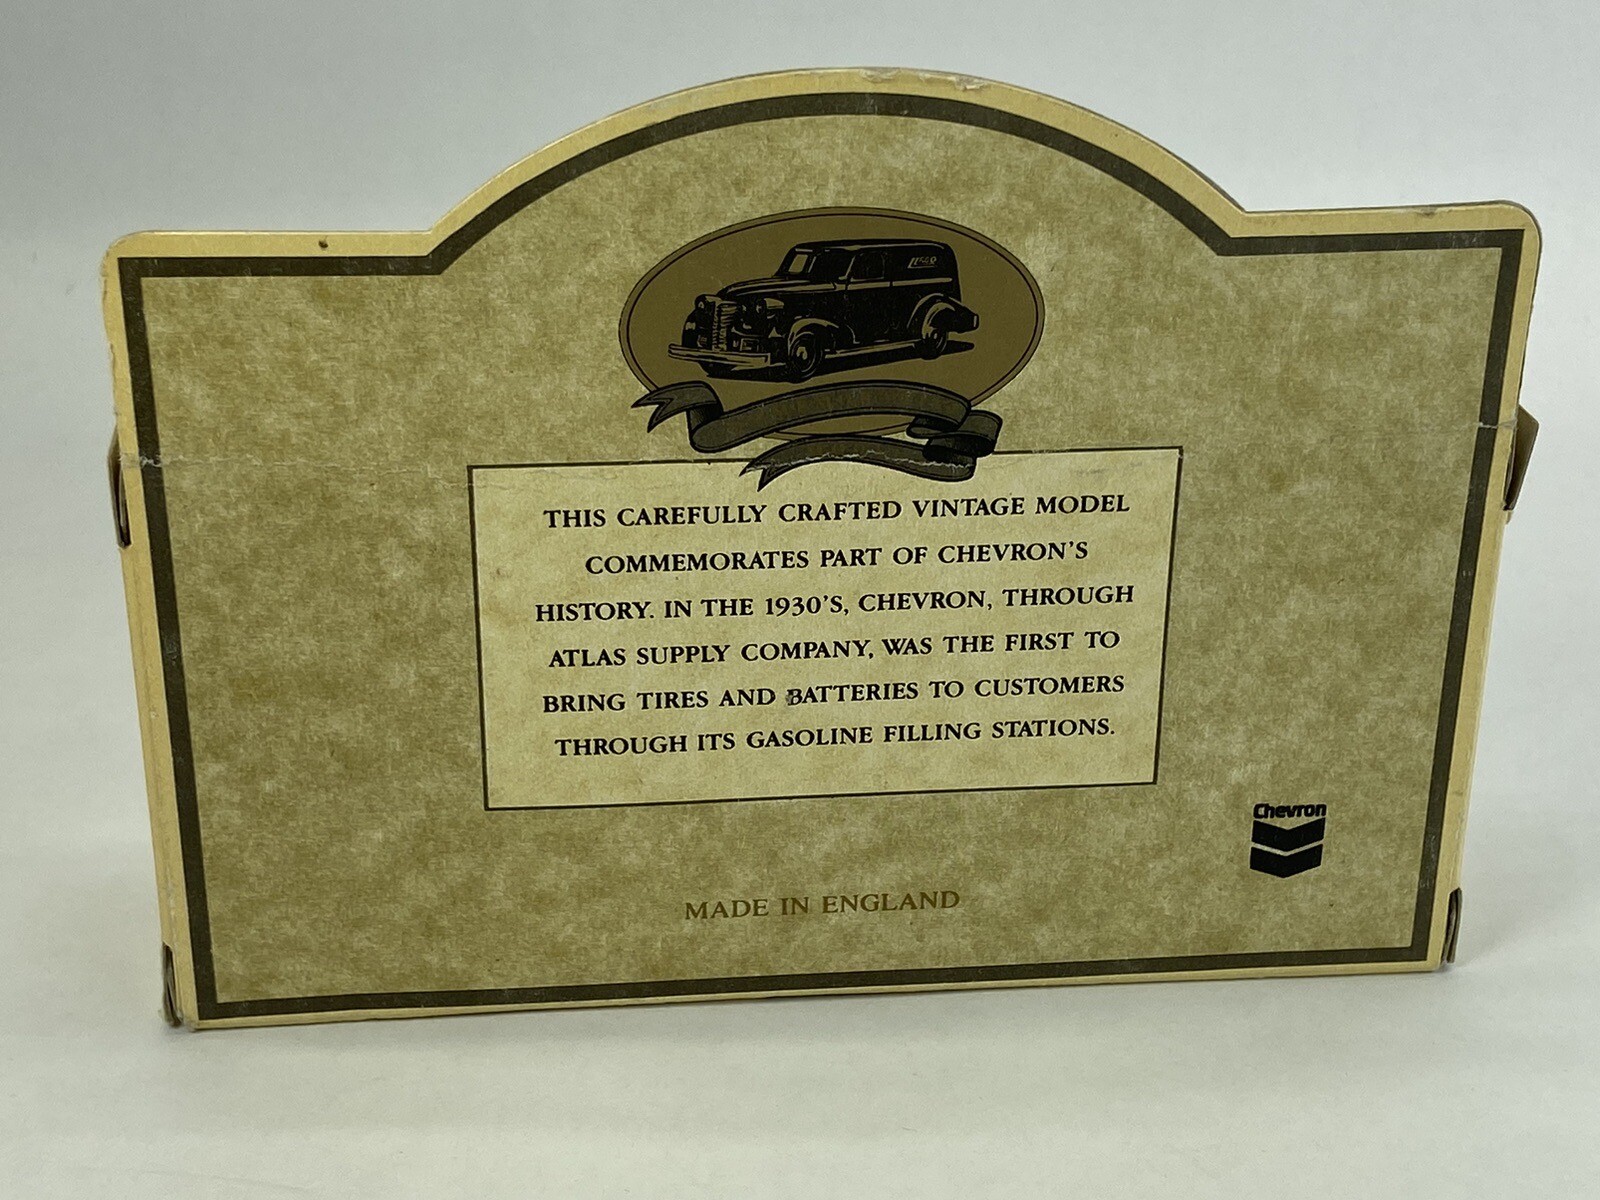 THIS CAREFULLY CRAFTED VINTAGE MODEL
COMMEMORATES PART OF CHEVRON'S
HISTORY. IN THE 1930'S, CHEVRON, THROUGH
ATLAS SUPPLY COMPANY, WAS THE FIRST TO
BRING TIRES AND BATTERIES TO CUSTOMERS
THROUGH ITS GASOLINE FILLING STATIONS.
Chevron
MADE IN ENGLAND